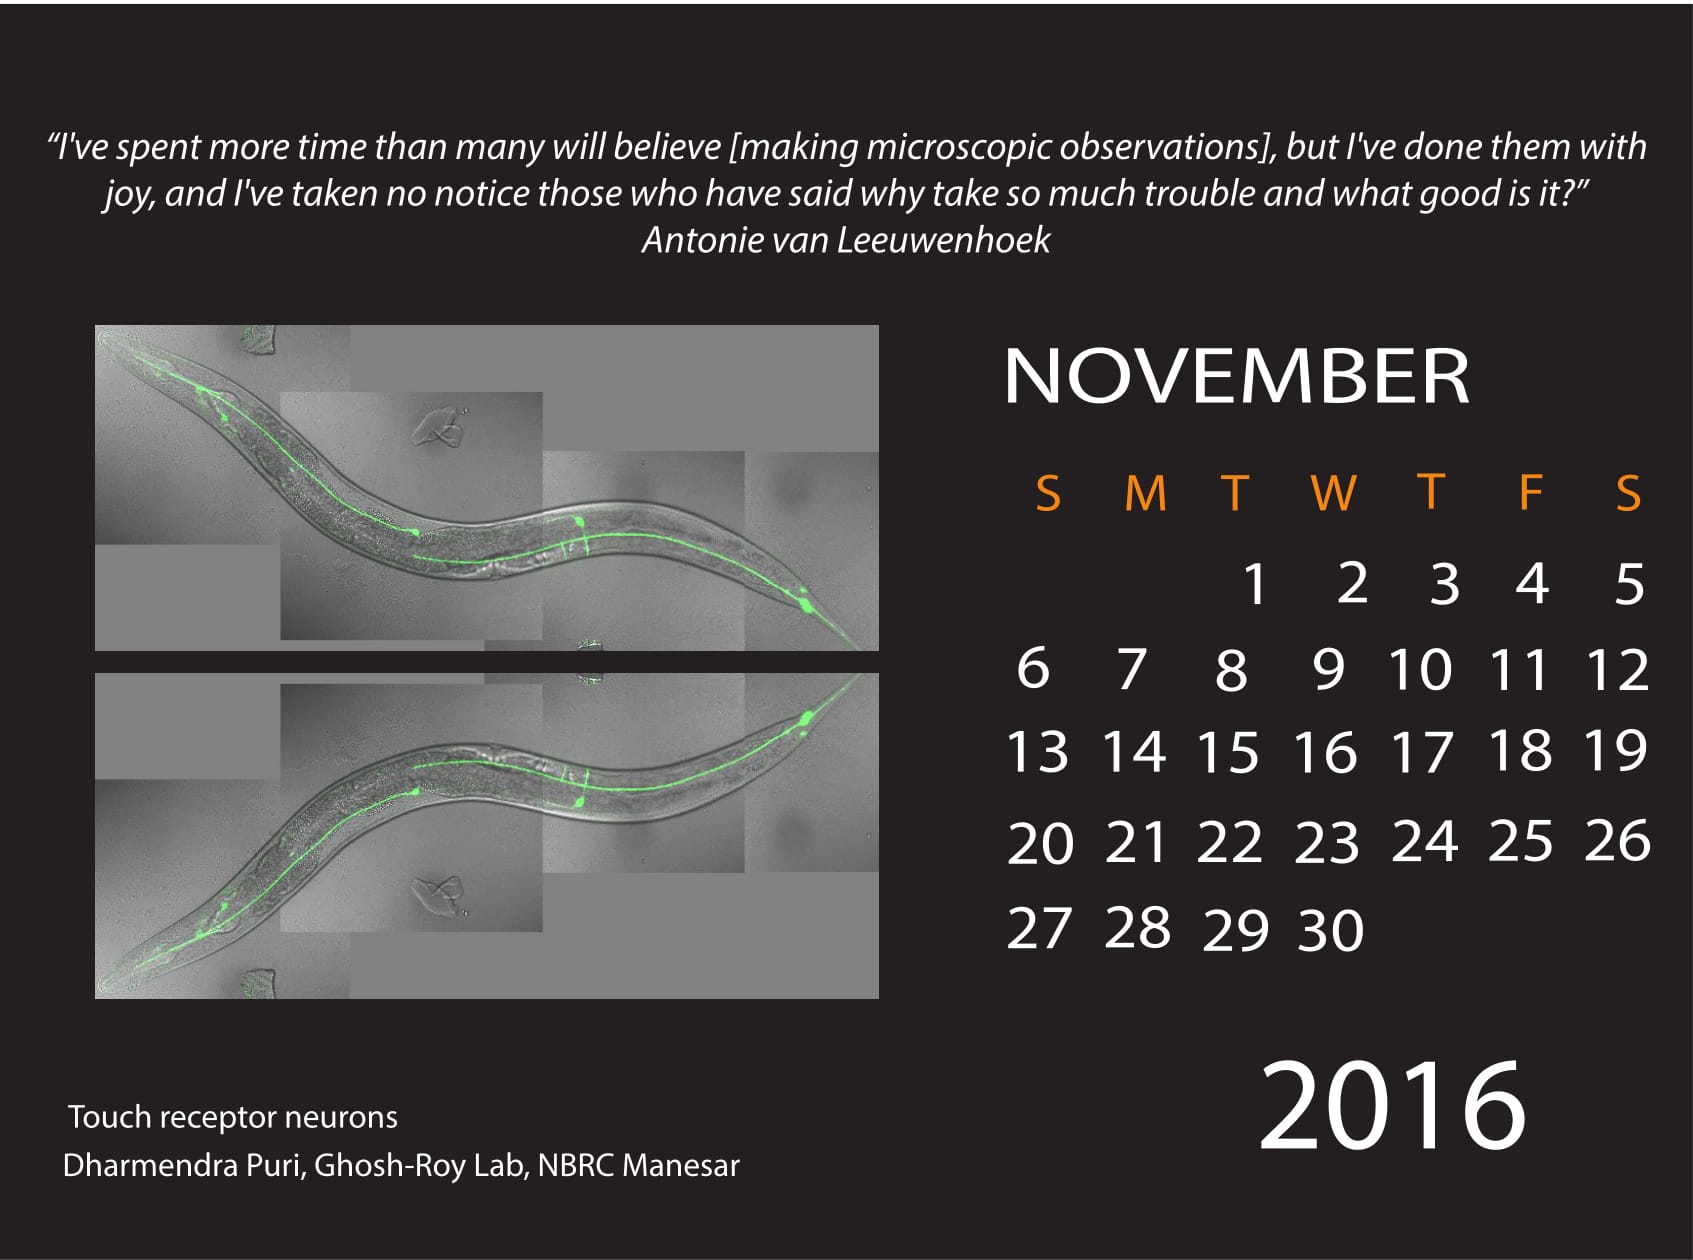 “I've spent more time than many will believe [making microscopic observations], but I've done them with
joy, and I've taken no notice those who have said why take so much trouble and what good is it?”
Antonie van Leeuwenhoek
NOVEMBER
S M T W T F S
1 2 3 4 5
6 7 8 9 10 11 12
13 14 15 16 17 18 19
20 21 22 23 24 25 26
27 28 29 30
2016
Touch receptor neurons
Dharmendra Puri, Ghosh-Roy Lab, NBRC Manesar